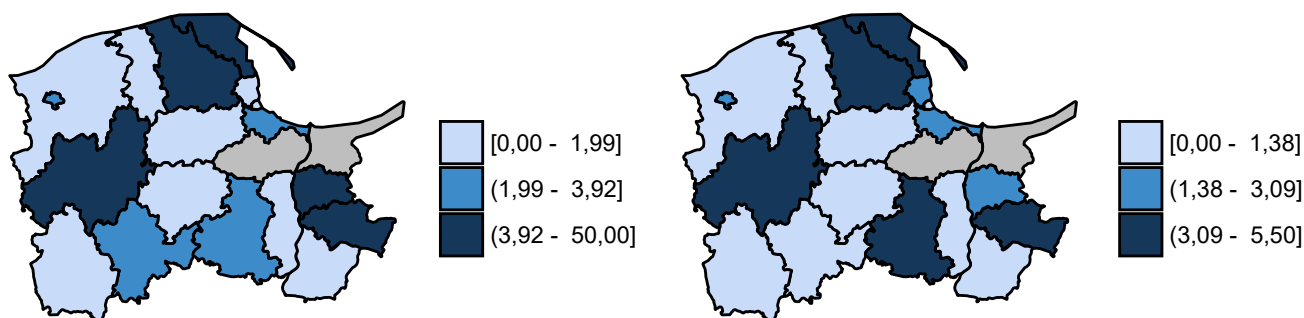 [0,00 - 1,99]
(1,99 - 3,92]
(3,92 - 50,00]
[0,00 - 1,38]
(1,38 - 3,09]
(3,09 - 5,50]